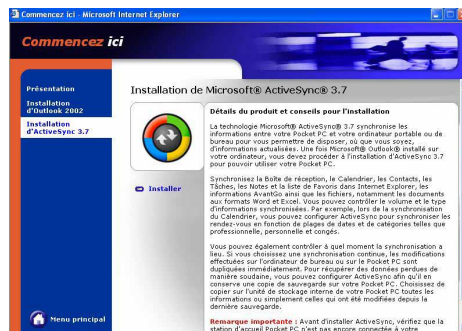 Commencez ici - Microsoft Internet Explorer
Commencez ici
Présentation
Installation
d'Outlook 2002
Installation
d'ActiveSync 3.7
Installation de Microsoft® ActiveSync® 3.7
Installer
Détails du produit et conseils pour l'installation
La technologie Microsoft® ActiveSync® 3.7 synchronise les
informations entre votre Pocket PC et votre ordinateur portable ou de
bureau pour vous permettre de disposer, où que vous soyez,
d'informations actualisées. Une fois Microsoft® Outlook® installé sur
votre ordinateur, vous devez procéder à l'installation d'ActiveSync 3.7
pour pouvoir utiliser votre Pocket PC.
Synchronisez la Boîte de réception, le Calendrier, les Contacts, les
Tâches, les Notes et la liste de Favoris dans Internet Explorer, les
informations AvantGo ainsi que les fichiers, notamment les documents
aux formats Word et Excel. Vous pouvez contrôler le volume et le type
d'informations synchronisées. Par exemple, lors de la synchronisation
du Calendrier, vous pouvez configurer ActiveSync pour synchroniser les
rendez-vous en fonction de plages de dates et de catégories telles que
professionnelle, personnelle et congés.
Vous pouvez également contrôler à quel moment la synchronisation a
lieu. Si vous choisissez une synchronisation continue, les modifications
effectuées sur l'ordinateur de bureau ou sur le Pocket PC sont
dupliquées immédiatement. Pour récupérer des données perdues de
manière soudaine, vous pouvez configurer ActiveSync afin qu'il en
conserve une copie de sauvegarde sur votre Pocket PC. Choisissez de
copier sur l'unité de stockage interne de votre Pocket PC toutes les
informations ou simplement celles qui ont été modifiées depuis la
dernière sauvegarde.
Remarque importante : Avant d'installer ActiveSync, vérifiez que la
station d'accueil Pocket PC n'est pas encore connectée à votre
Menu principal